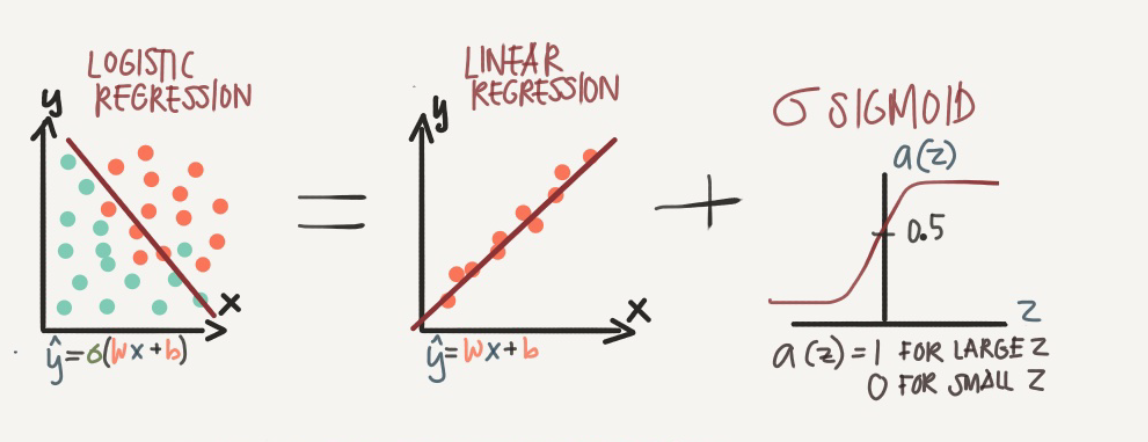 LOGISTIC
REGRESSION
y
x
ŷ=σ(wx+b)
=
LINEAR
REGRESSION
y
x
ŷ=wx+b
+
σ SIGMOID
a(z)
0.5
z
a(z)=1 FOR LARGE Z
0 FOR SMALL Z